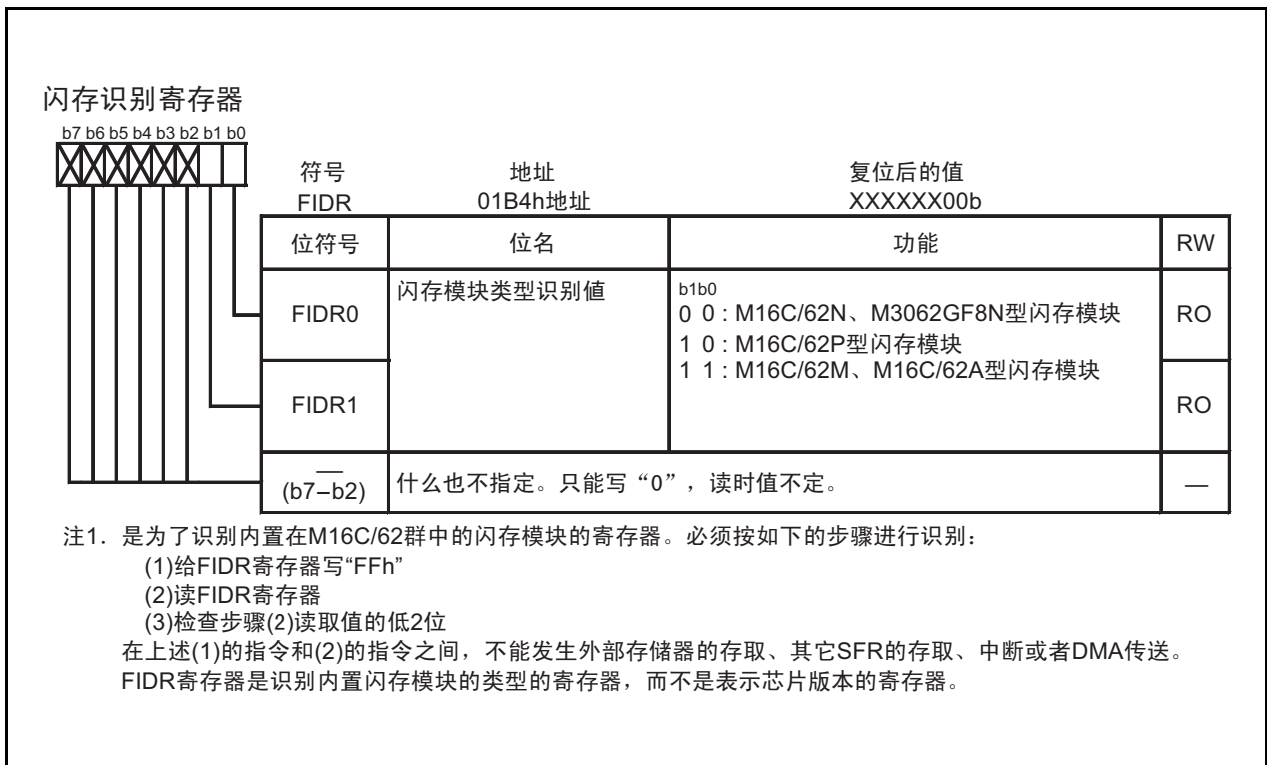 闪存识别寄存器
b7 b6 b5 b4 b3 b2 b1 b0
符号 地址 复位后的值
FIDR 01B4h地址 XXXXXX00b
位符号 位名 功能 RW
FIDR0 闪存模块类型识别值 b1b0
0 0 : M16C/62N、M3062GF8N型闪存模块 RO
1 0 : M16C/62P型闪存模块
1 1 : M16C/62M、M16C/62A型闪存模块
FIDR1 RO
—
(b7−b2) 什么也不指定。只能写“0”，读时值不定。 —
注1. 是为了识别内置在M16C/62群中的闪存模块的寄存器。必须按如下的步骤进行识别：
(1)给FIDR寄存器写“FFh”
(2)读FIDR寄存器
(3)检查步骤(2)读取值的低2位
在上述(1)的指令和(2)的指令之间，不能发生外部存储器的存取、其它SFR的存取、中断或者DMA传送。
FIDR寄存器是识别内置闪存模块的类型的寄存器，而不是表示芯片版本的寄存器。